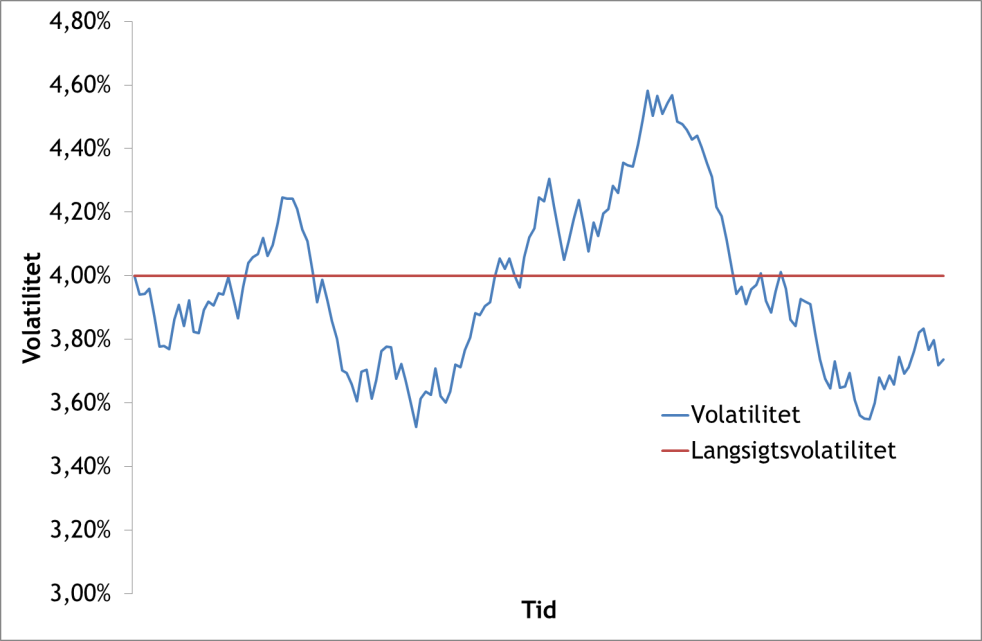 4,80%
4,60%
4,40%
4,20%
4,00%
3,80%
3,60%
3,40%
3,20%
3,00%
Volatilitet
Tid
Volatilitet
Langsigtsvolatilitet